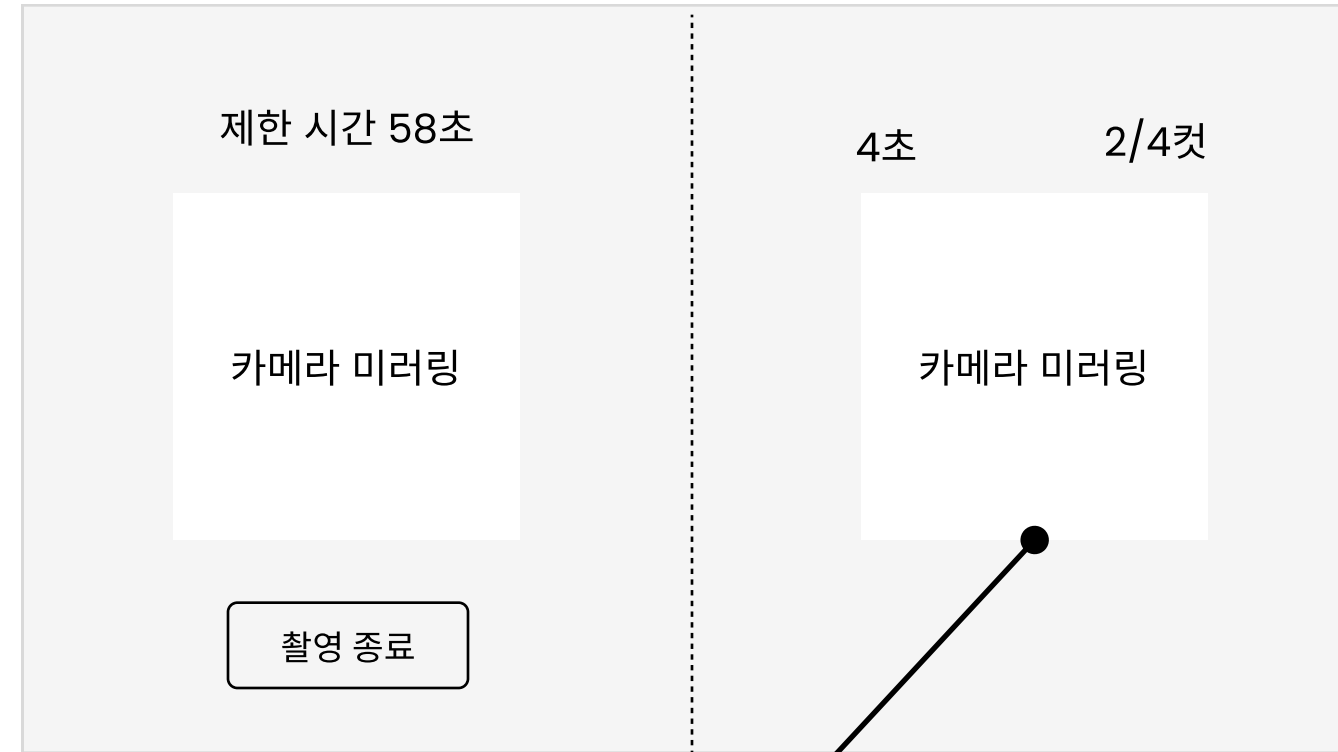 제한 시간 58초
카메라 미러링
촬영 종료
4초
2/4컷
카메라 미러링